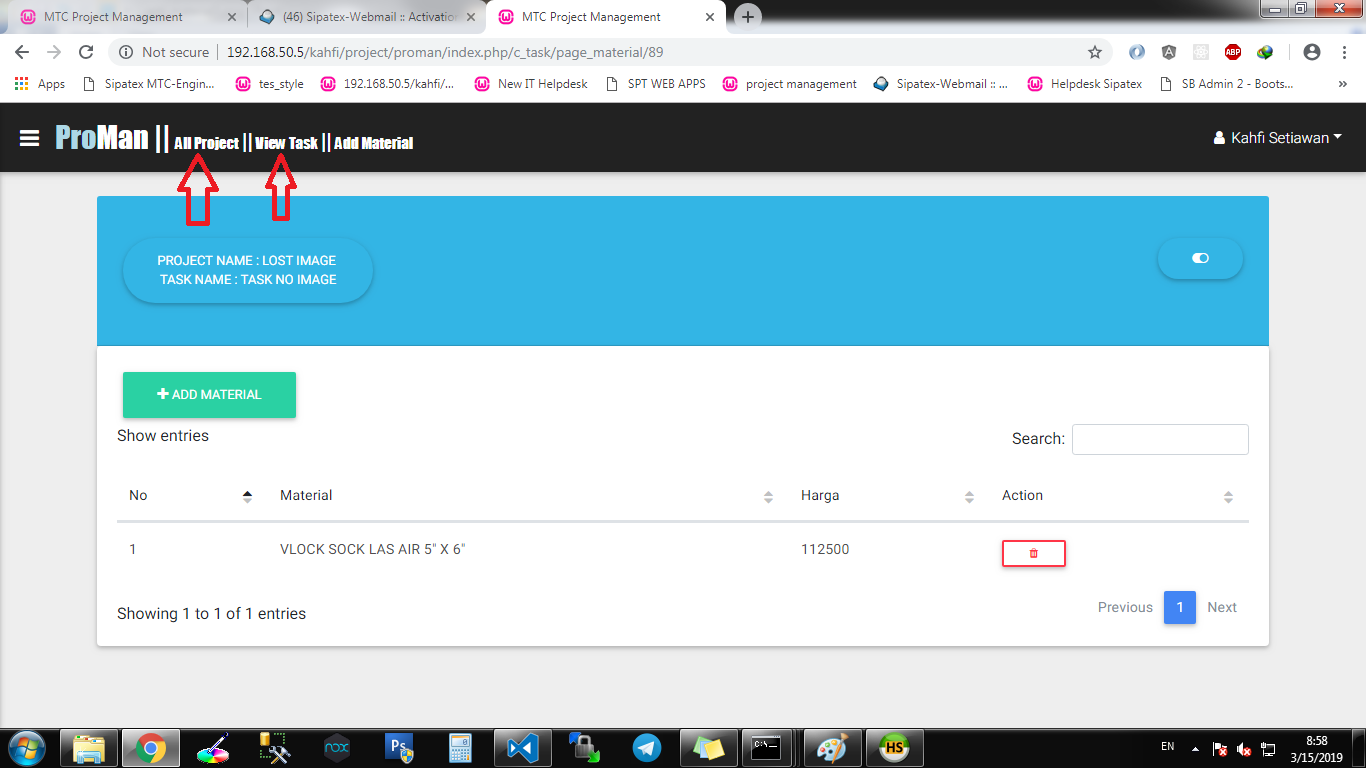 MTC Project Management
(46) Sipatex-Webmail :: Activation
MTC Project Management
Not secure
192.168.50.5/kahfi/project/proman/index.php/c_task/page_material/89
ABP
Apps
Sipatex MTC-Engin...
tes_style
192.168.50.5/kahfi/...
New IT Helpdesk
SPT WEB APPS
project management
Sipatex-Webmail :: ...
Helpdesk Sipatex
SB Admin 2 - Boots...
»
ProMan || All Project || View Task || Add Material
Kahfi Setiawan
PROJECT NAME : LOST IMAGE
TASK NAME : TASK NO IMAGE
ADD MATERIAL
Show entries
Search:
No Material Harga Action
1 VLOCK SOCK LAS AIR 5" X 6" 112500
Showing 1 to 1 of 1 entries
Previous 1 Next
nox
Ps
C:\
HS
EN
8:58
3/15/2019